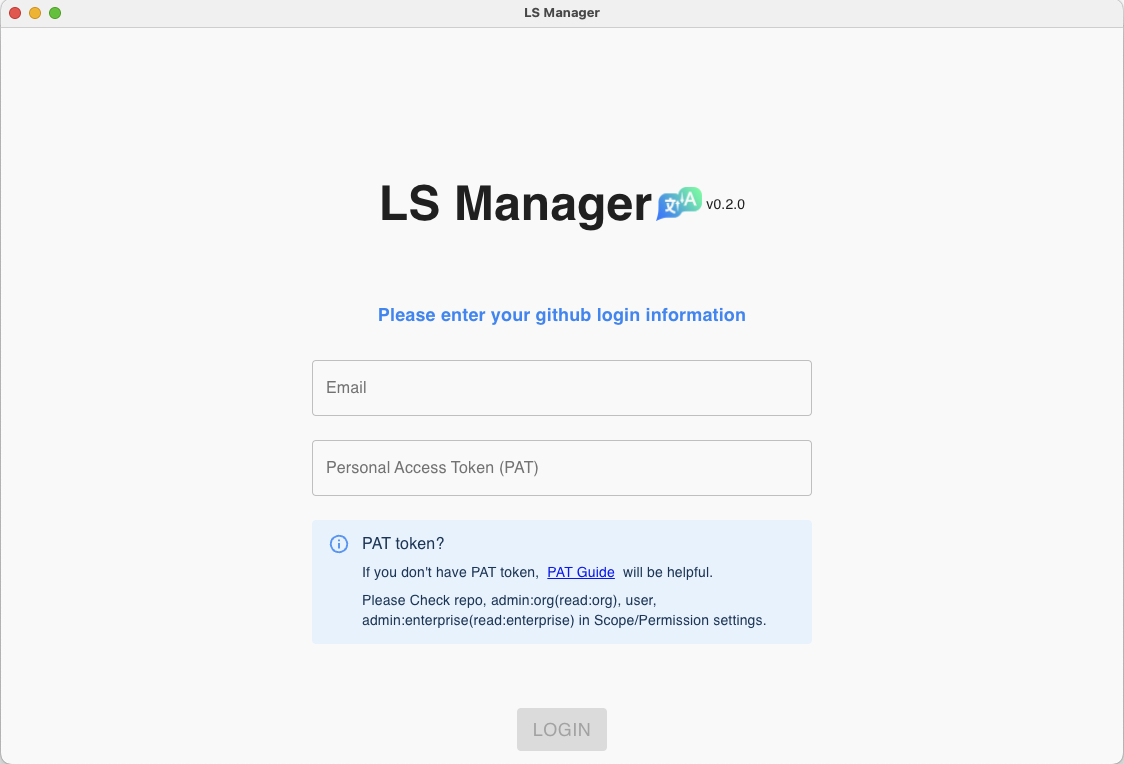 LS Manager
LS Manager 文A v0.2.0
Please enter your github login information
Email
Personal Access Token (PAT)
PAT token?
If you don't have PAT token, PAT Guide will be helpful.
Please Check repo, admin:org(read:org), user,
admin:enterprise(read:enterprise) in Scope/Permission settings.
LOGIN